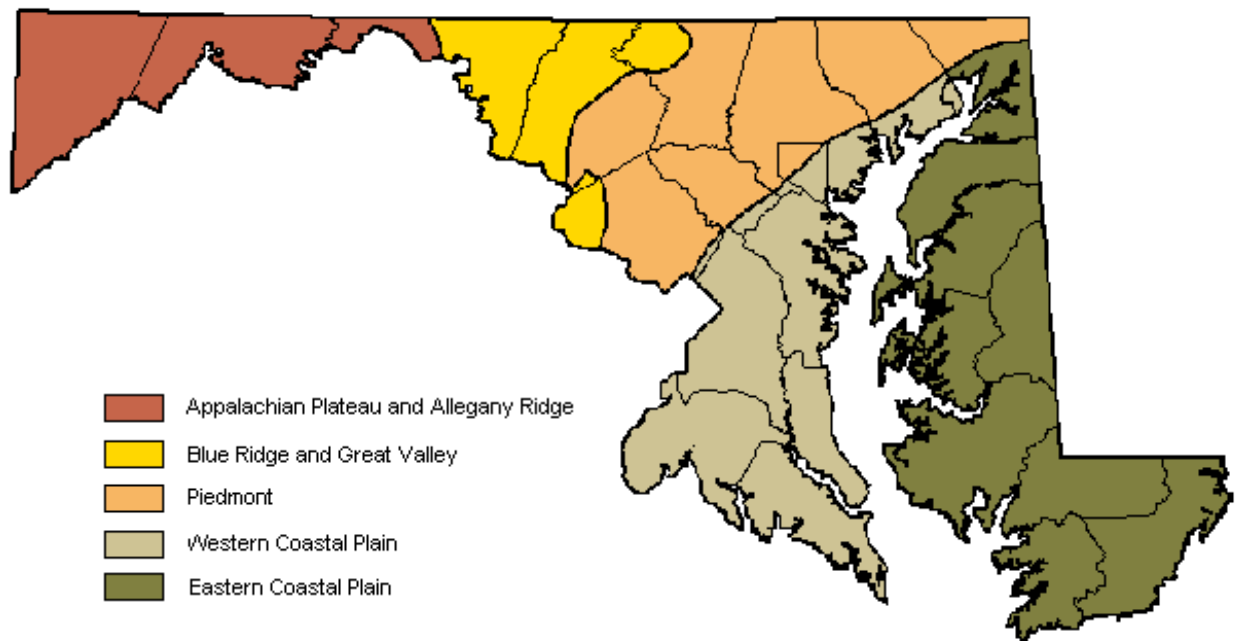 Appalachian Plateau and Allegany Ridge
Blue Ridge and Great Valley
Piedmont
Western Coastal Plain
Eastern Coastal Plain